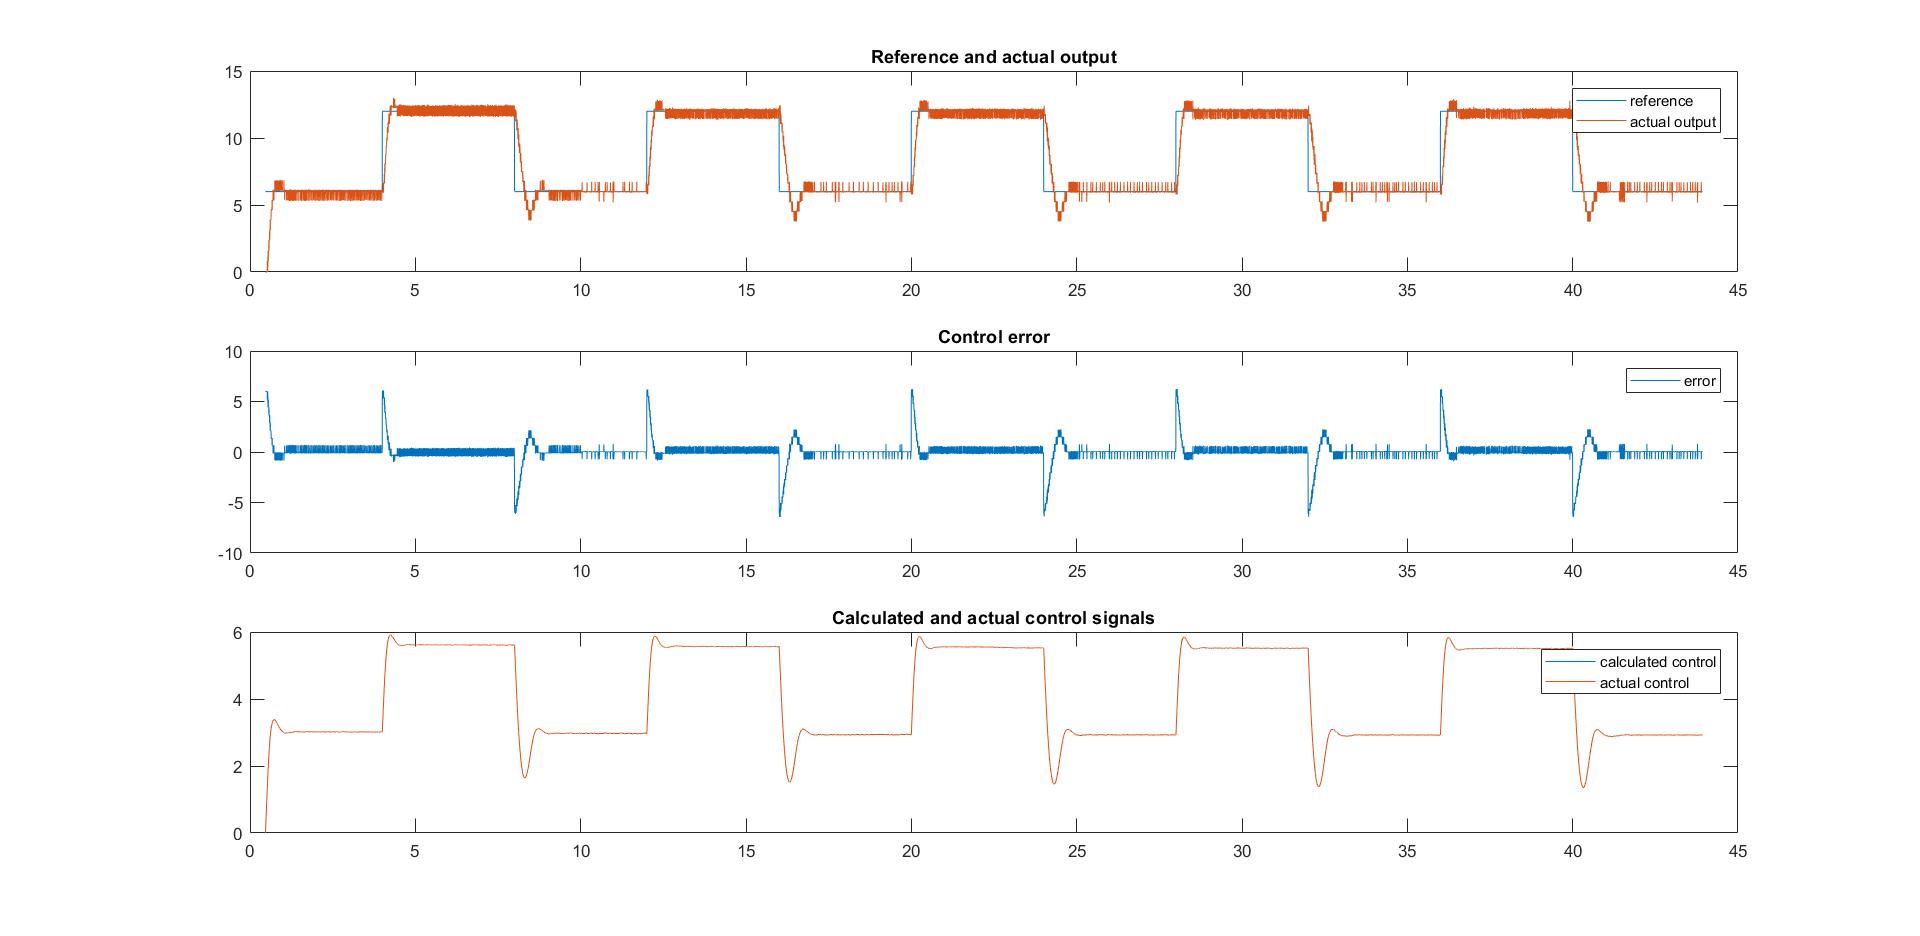 Reference and actual output
15
10
5
0
reference
actual output
0 5 10 15 20 25 30 35 40 45
Control error
10
5
0
-5
-10
error
0 5 10 15 20 25 30 35 40 45
Calculated and actual control signals
6
4
2
0
calculated control
actual control
0 5 10 15 20 25 30 35 40 45